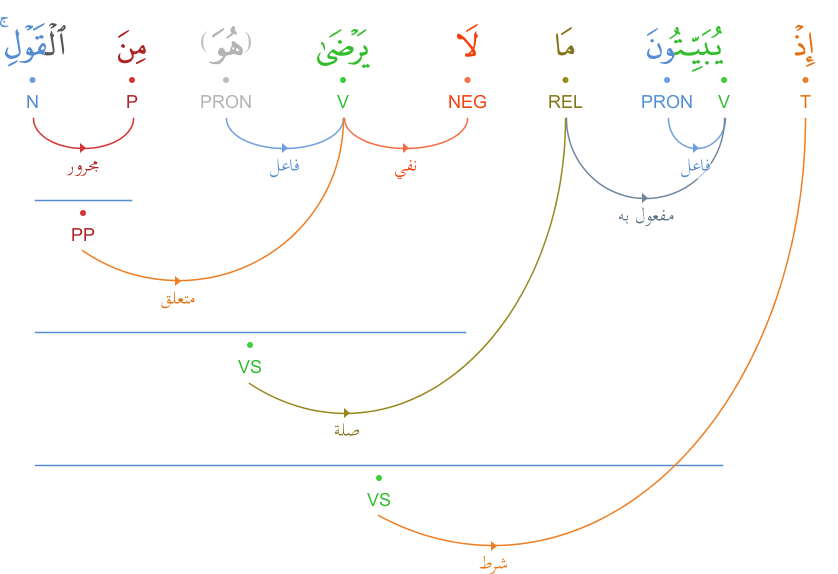 إِذْ يُبَيِّتُونَ مَا لَا يَرْضَىٰ (هُوَ) مِنَ ٱلْقَوْلِ ۚ
T V PRON REL NEG V PRON P N
فاعل
نفي فاعل مجرور
مفعول به
PP
متعلق
VS
صلة
VS
شرط